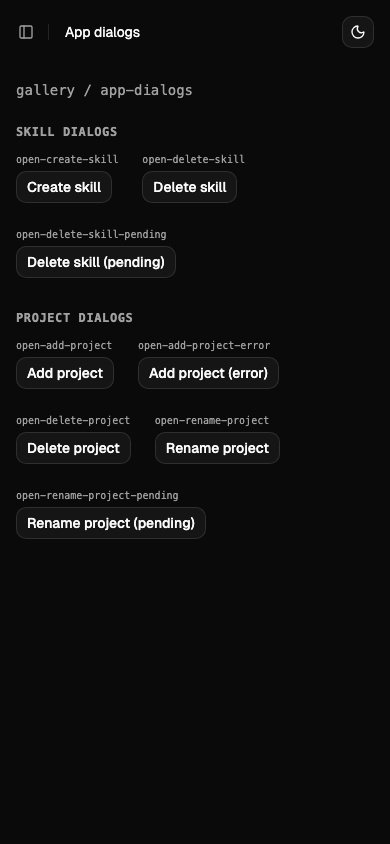 App dialogs
gallery / app-dialogs
SKILL DIALOGS
open-create-skill open-delete-skill
Create skill Delete skill
open-delete-skill-pending
Delete skill (pending)
PROJECT DIALOGS
open-add-project open-add-project-error
Add project Add project (error)
open-delete-project open-rename-project
Delete project Rename project
open-rename-project-pending
Rename project (pending)